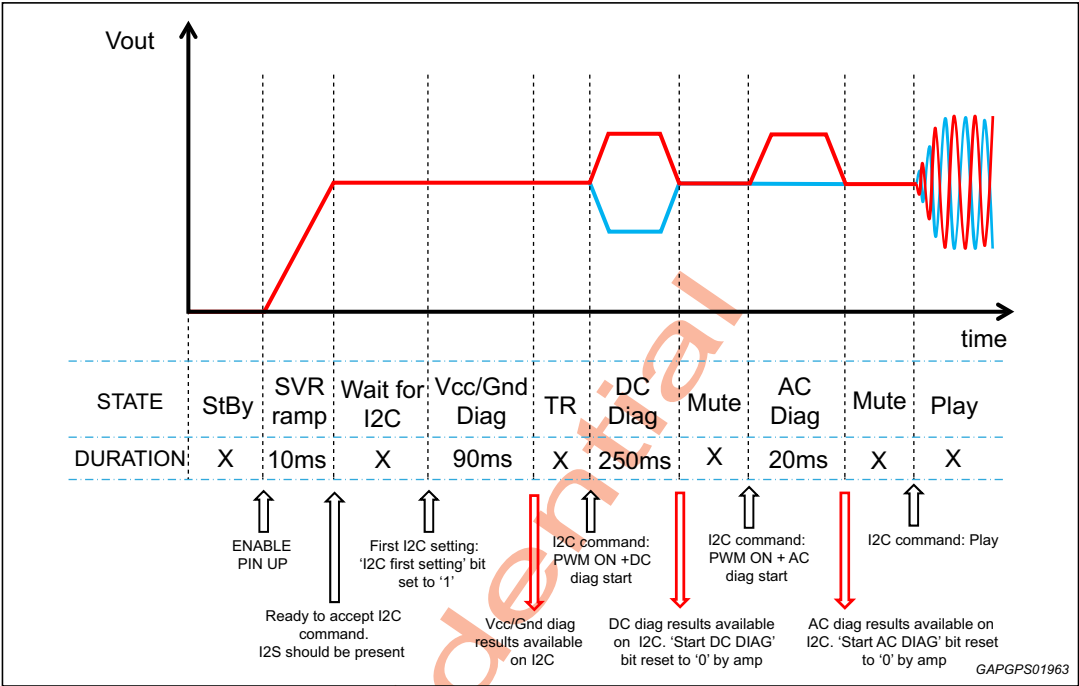 Vout
time
STATE
StBy
SVR
ramp
Wait for
I2C
Vcc/Gnd
Diag
TR
DC
Diag
Mute
AC
Diag
Mute
Play
DURATION
X
10ms
X
90ms
X
250ms
X
20ms
X
X
ENABLE
PIN UP
Ready to accept I2C
command.
I2S should be present
First I2C setting:
'I2C first setting' bit
set to '1'
Vcc/Gnd diag
results available
on I2C
I2C command:
PWM ON +DC
diag start
DC diag results available
on I2C. 'Start DC DIAG'
bit reset to '0' by amp
I2C command:
PWM ON + AC
diag start
AC diag results available on
I2C. 'Start AC DIAG' bit reset
to '0' by amp
I2C command: Play
GAPGPS01963
dential